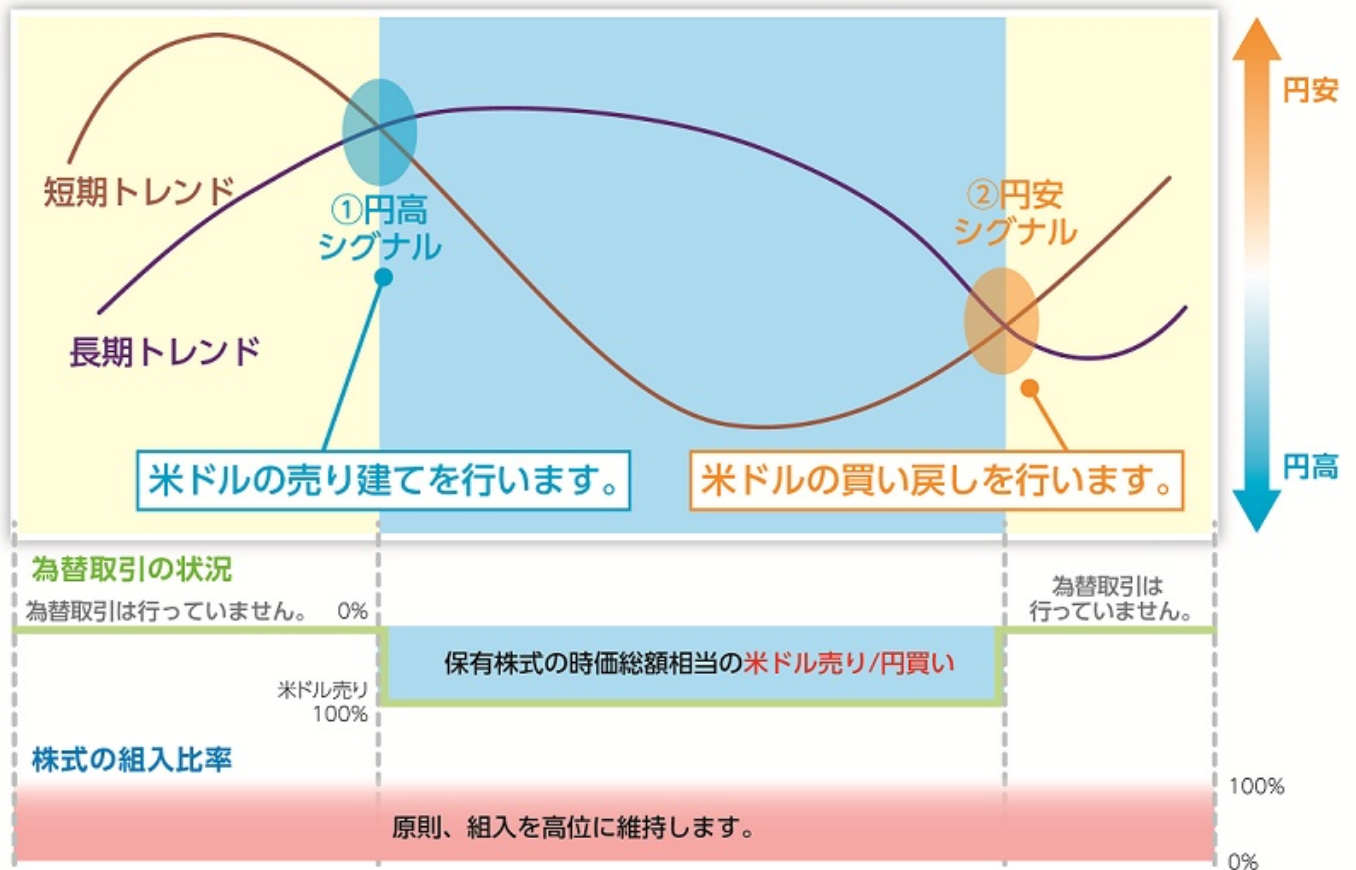 円安
短期トレンド
①円高
シグナル
②円安
シグナル
長期トレンド
円高
米ドルの売り建てを行います。
米ドルの買い戻しを行います。
為替取引の状況
為替取引は行っていません。 0%
為替取引は
行っていません。
保有株式の時価総額相当の米ドル売り/円買い
米ドル売り
100%
株式の組入比率
100%
原則、組入を高位に維持します。
0%